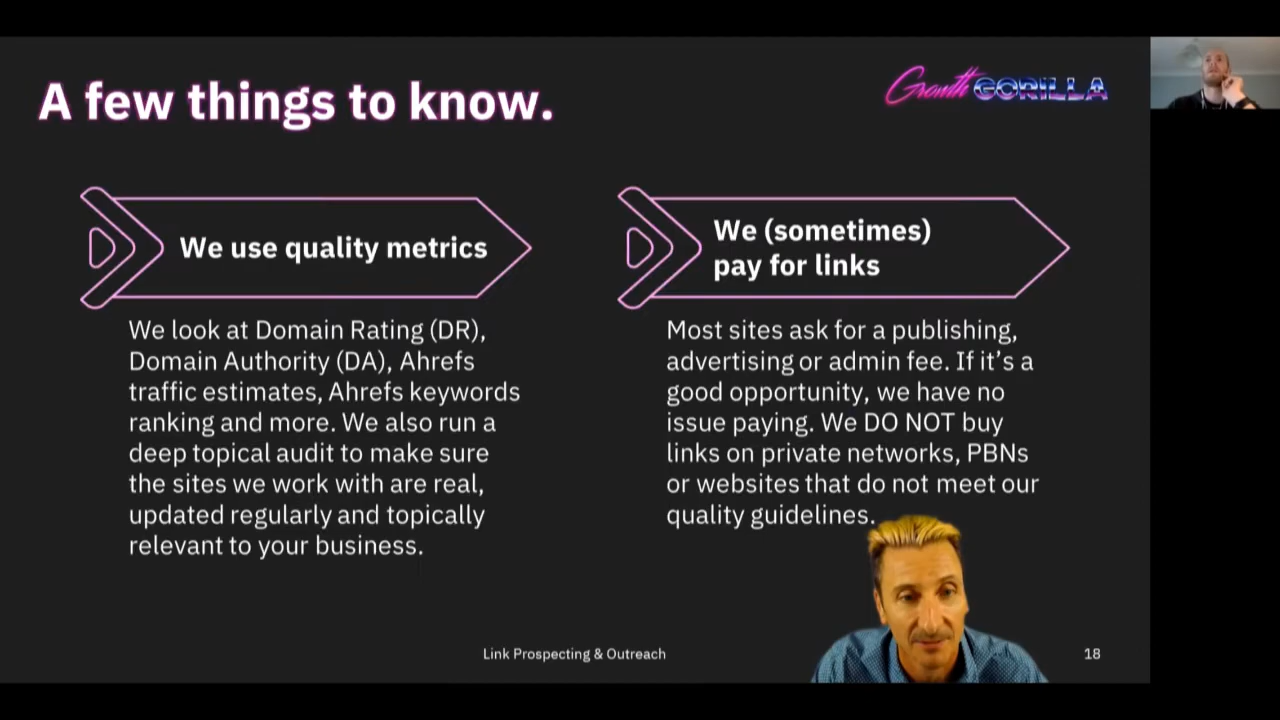 A few things to know.
Growth GORILLA
We use quality metrics
We look at Domain Rating (DR),
Domain Authority (DA), Ahrefs
traffic estimates, Ahrefs keywords
ranking and more. We also run a
deep topical audit to make sure
the sites we work with are real,
updated regularly and topically
relevant to your business.
We (sometimes)
pay for links
Most sites ask for a publishing,
advertising or admin fee. If it’s a
good opportunity, we have no
issue paying. We DO NOT buy
links on private networks, PBNs
or websites that do not meet our
quality guidelines.
Link Prospecting & Outreach
18